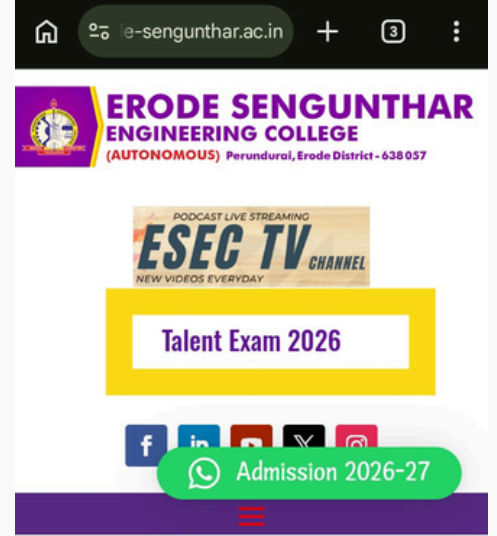 e-sengunthar.ac.in
3
ERODE SENGUNTHAR
ENGINEERING COLLEGE
(AUTONOMOUS) Perundurai, Erode District - 638 057
PODCAST LIVE STREAMING
ESEC TV CHANNEL
NEW VIDEOS EVERYDAY
Talent Exam 2026
f in X
Admission 2026-27